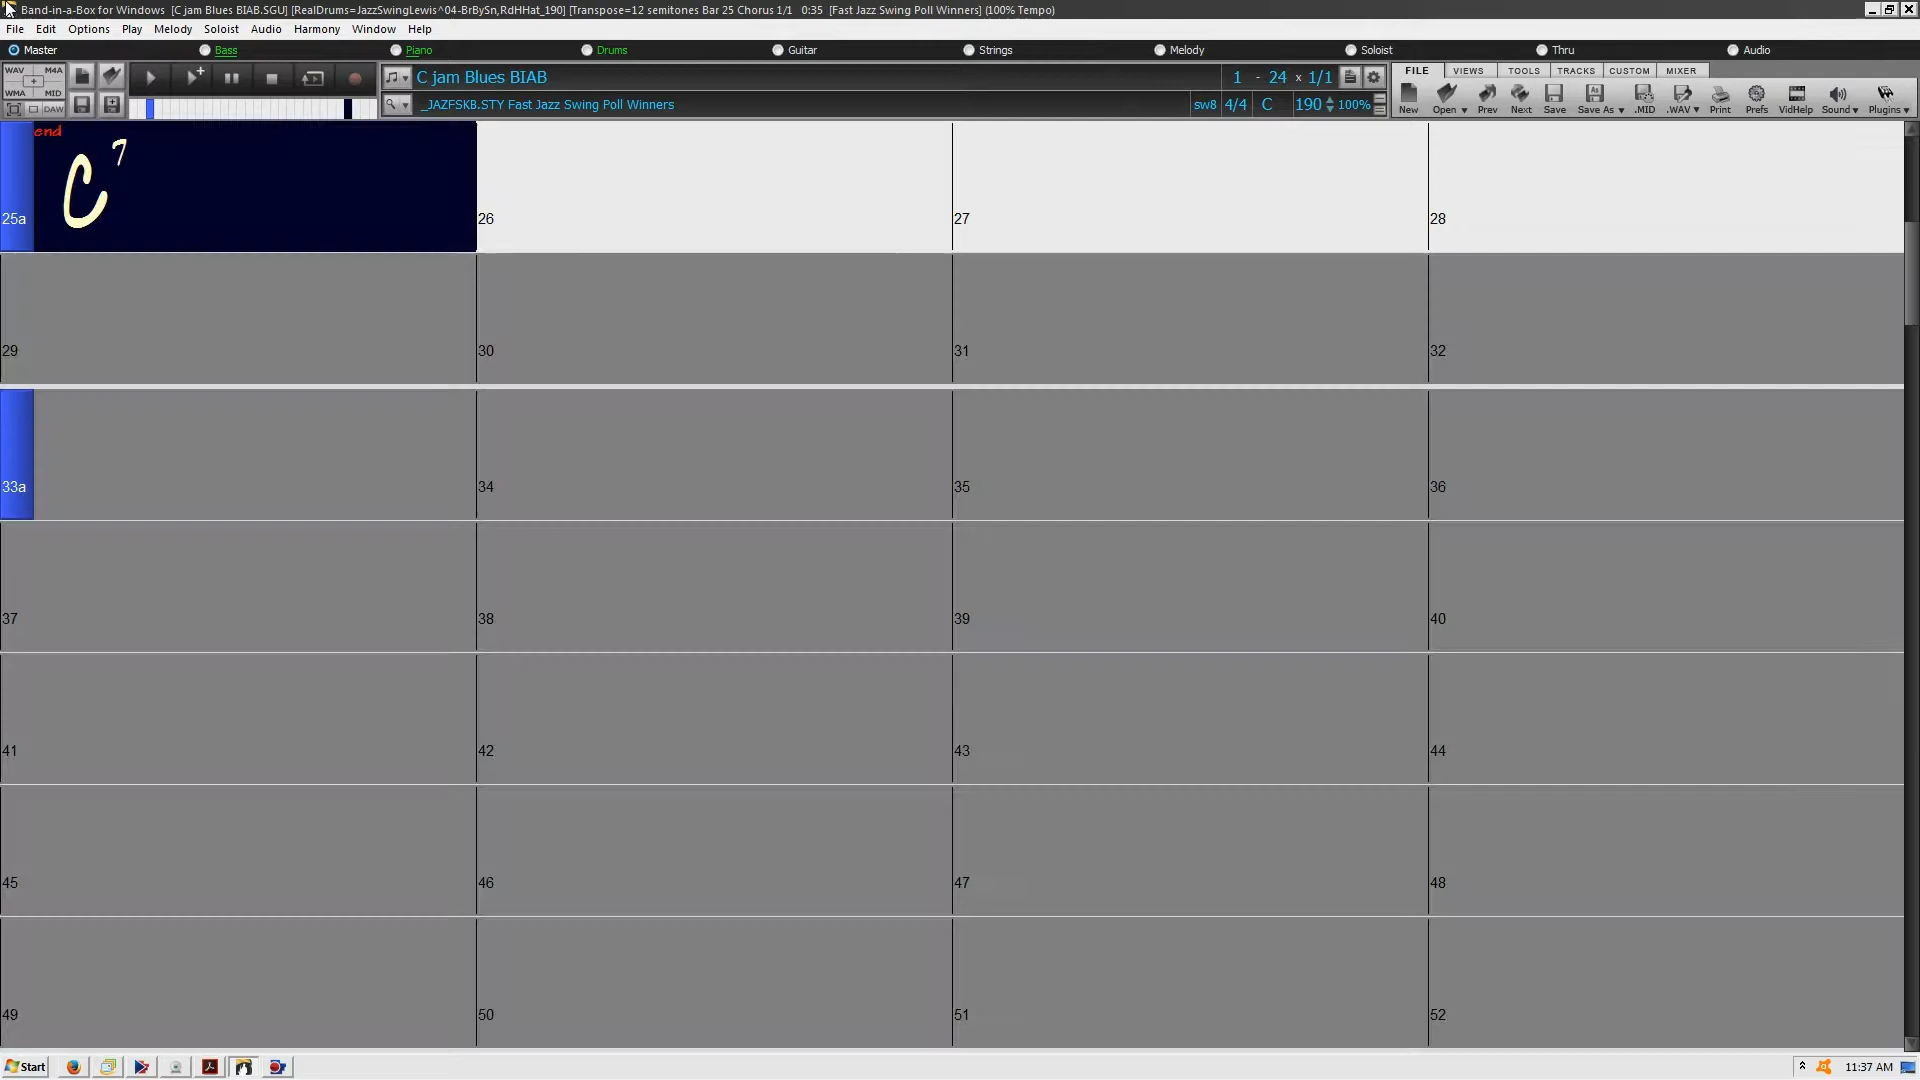 Band-in-a-Box for Windows [C jam Blues BIAB.SGU] [RealDrums=JazzSwingLewis^04-BrBySn,RdHHat_190] [Transpose=12 semitones Bar 25 Chorus 1/1 0:35 [Fast Jazz Swing Poll Winners] (100% Tempo)
File Edit Options Play Melody Soloist Audio Harmony Window Help
Master Bass Piano Drums Guitar Strings Melody Soloist Thru Audio
WAV M4A
WMA MID
DAW
C jam Blues BIAB 1 - 24 x 1/1
_JAZFSKB.STY Fast Jazz Swing Poll Winners sw8 4/4 C 190 100%
FILE VIEWS TOOLS TRACKS CUSTOM MIXER
New Open Prev Next Save Save As .MID .WAV Print Prefs VidHelp Sound Plugins
end
C7
25a 26 27 28
29 30 31 32
33a 34 35 36
37 38 39 40
41 42 43 44
45 46 47 48
49 50 51 52
Start 11:37 AM